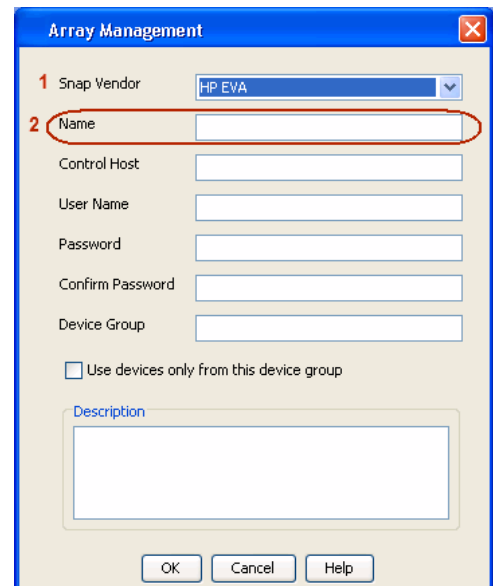 Array Management
1 Snap Vendor HP EVA
2 Name
Control Host
User Name
Password
Confirm Password
Device Group
Use devices only from this device group
Description
OK Cancel Help